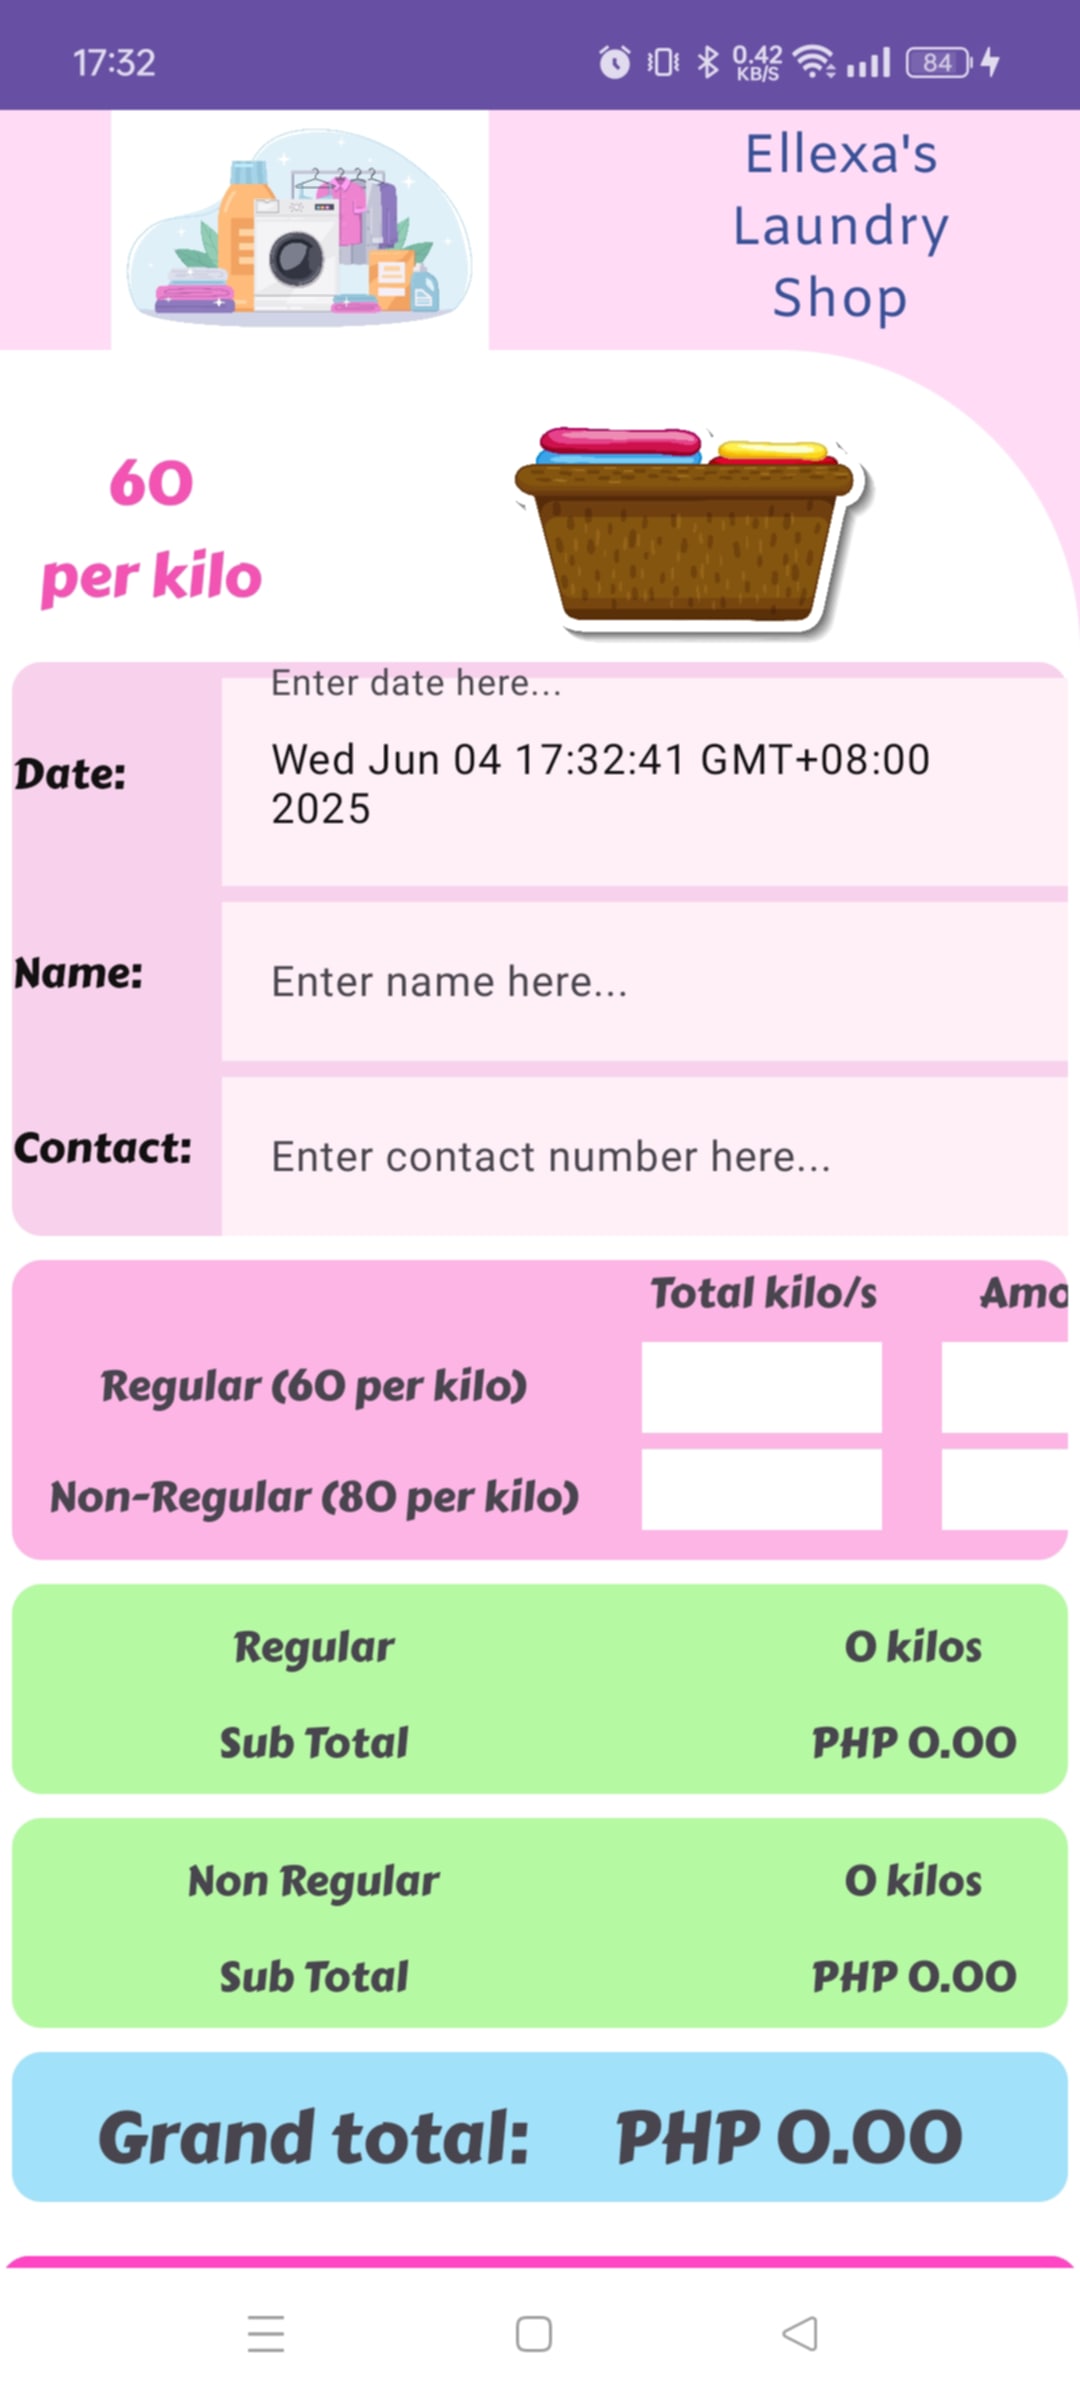 17:32
0.42
KB/S
84
Ellexa's
Laundry
Shop
60
per kilo
Enter date here...
Date:
Wed Jun 04 17:32:41 GMT+08:00
2025
Name:
Enter name here...
Contact:
Enter contact number here...
Total kilo/s Amo
Regular (60 per kilo)
Non-Regular (80 per kilo)
Regular 0 kilos
Sub Total PHP 0.00
Non Regular 0 kilos
Sub Total PHP 0.00
Grand total: PHP 0.00